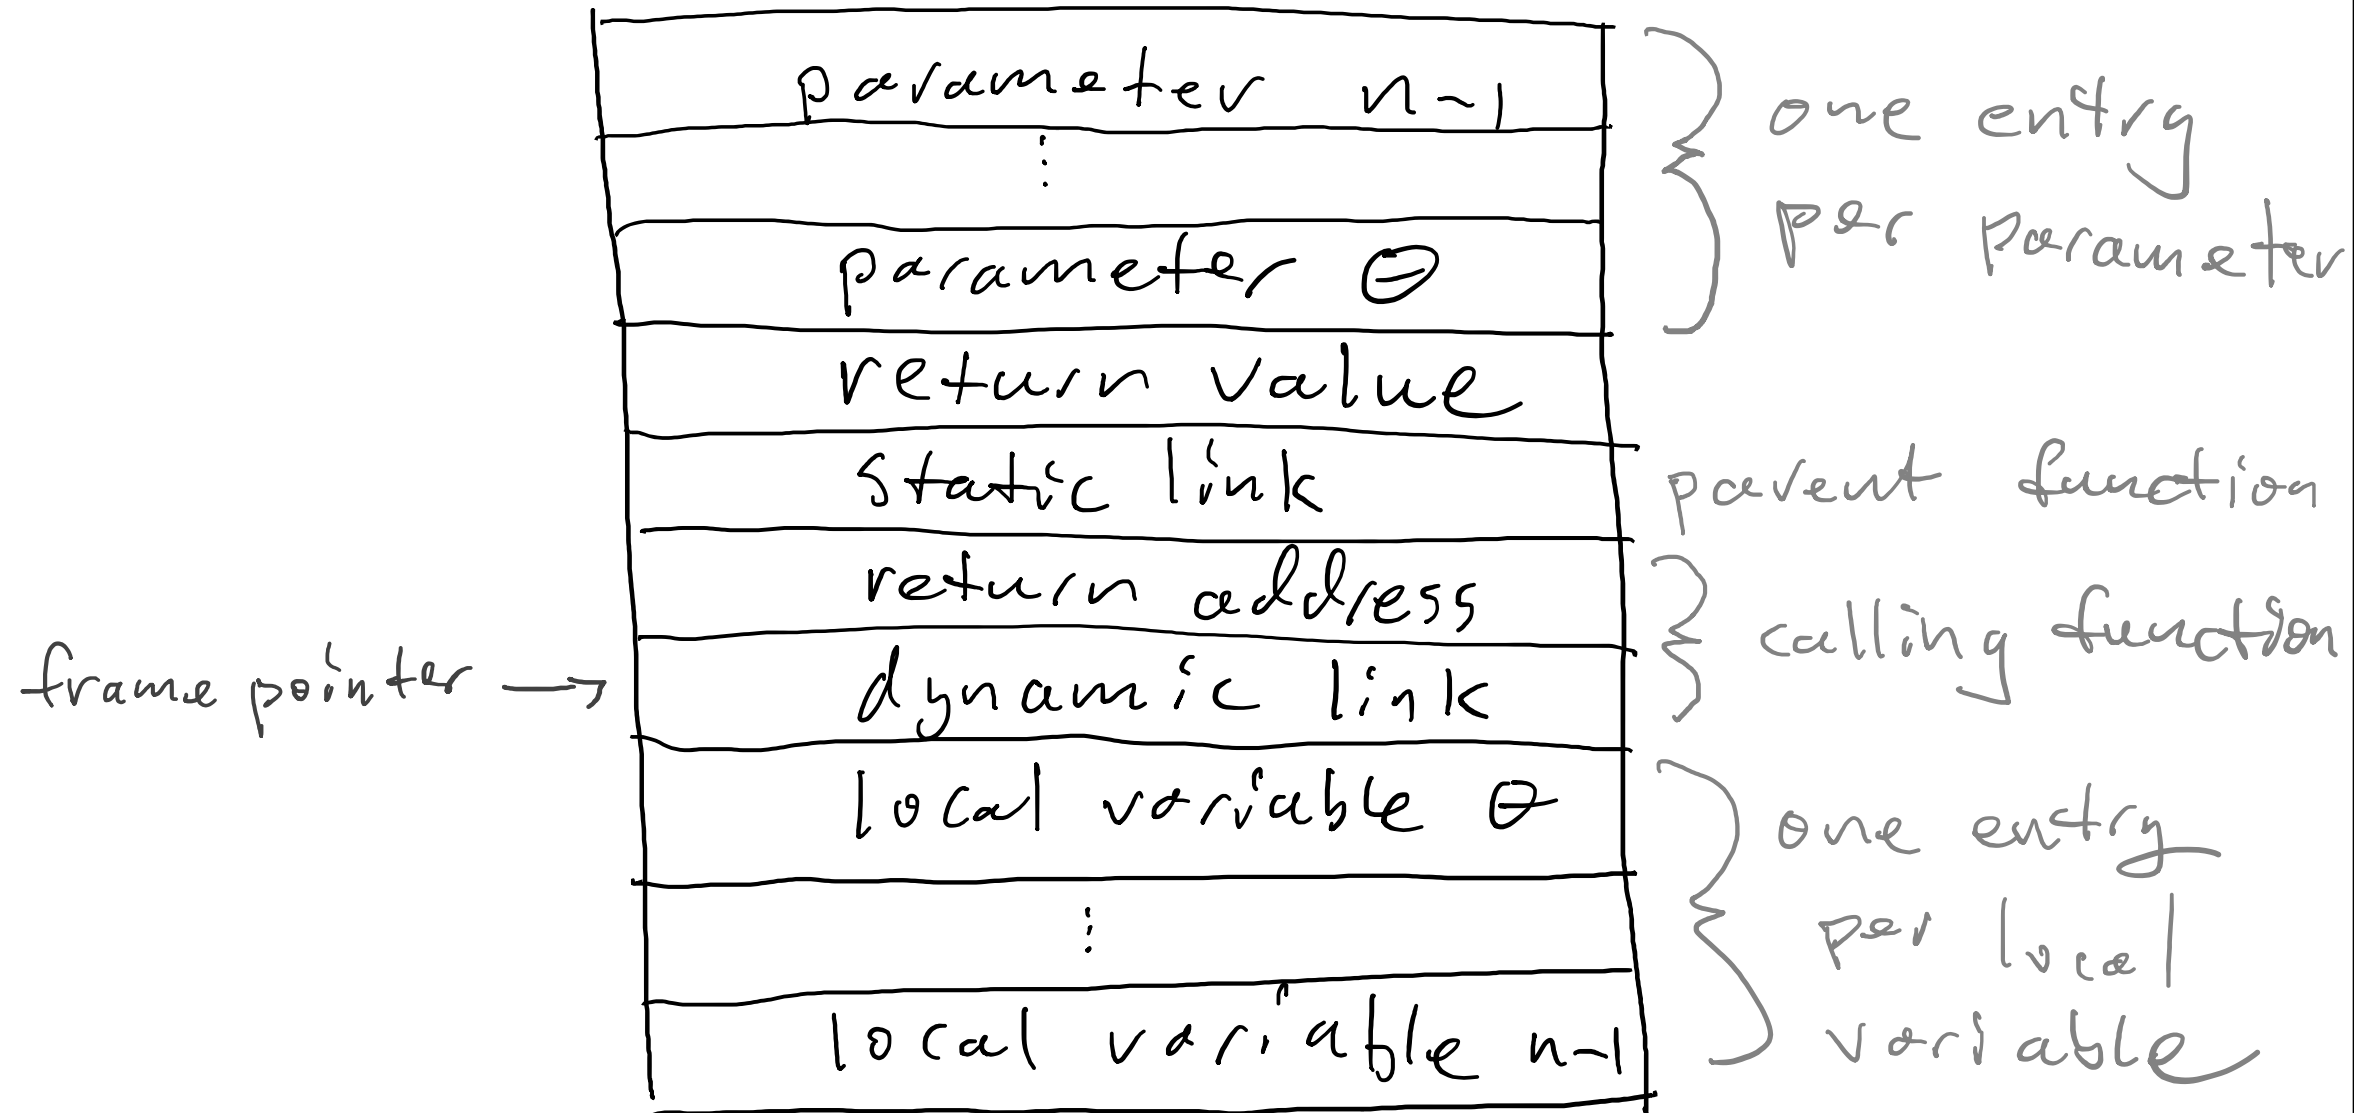 parameter n-1
⋮
parameter 0
return value
static link
return address
dynamic link
local variable 0
⋮
local variable n-1
frame pointer →
one entry
per parameter
parent function
calling function
one entry
per local
variable